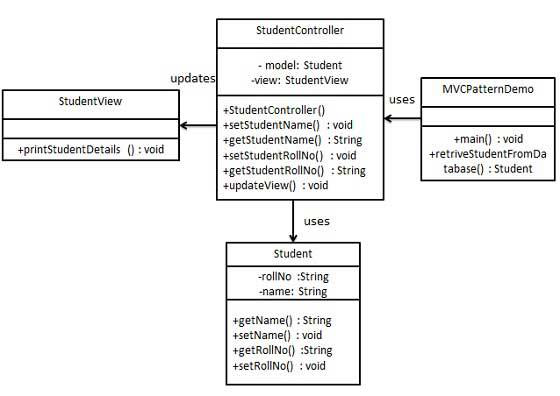 StudentController
- model: Student
-view: StudentView
+StudentController()
+setStudentName() : void
+getStudentName() : String
+setStudentRollNo() : void
+getStudentRollNo() : String
+updateView() : void
updates
StudentView
+printStudentDetails () : void
uses
MVCPatternDemo
+main() : void
+retriveStudentFromDa
tabase() : Student
uses
Student
-rollNo :String
-name: String
+getName() : String
+setName() : void
+getRollNo() :String
+setRollNo() : void